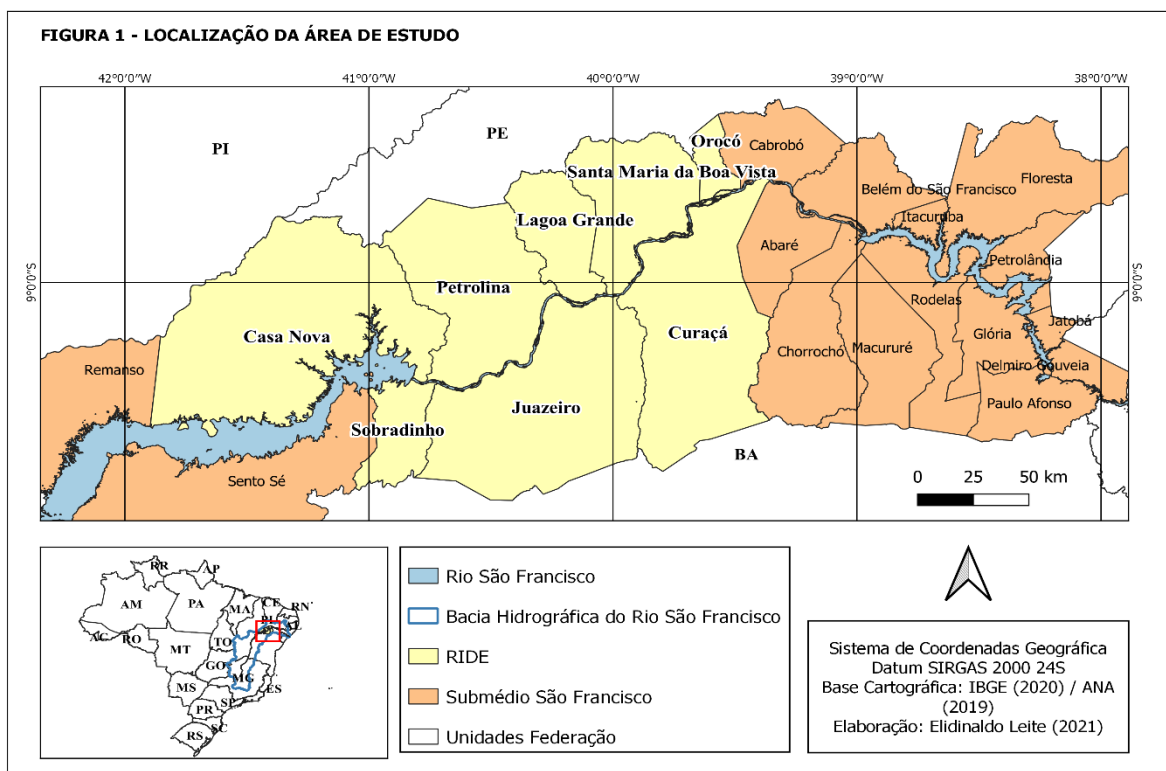 FIGURA 1 - LOCALIZAÇÃO DA ÁREA DE ESTUDO
42°0'0"W
41°0'0"W
40°0'0"W
39°0'0"W
38°0'0"W
PI
PE
Orocó
Cabrobó
Santa Maria da Boa Vista
Floresta
Belém do São Francisco
Lagoa Grande
Itacuruba
Abaré
Petrolândia
9°0'0"S
9°0'0"S
Petrolina
Rodelas
Casa Nova
Curaçá
Glória
Jatobá
Chorrochó
Macururé
Remanso
Delmiro Gouveia
Juazeiro
Paulo Afonso
Sobradinho
BA
Sento Sé
0 25 50 km
RR
AP
AM
PA
MA
CE
RN
PI
AC
RO
TO
AL
MT
GO
MG
MS
ES
SP
PR
SC
RS
Rio São Francisco
Bacia Hidrográfica do Rio São Francisco
RIDE
Submédio São Francisco
Unidades Federação
Sistema de Coordenadas Geográfica
Datum SIRGAS 2000 24S
Base Cartográfica: IBGE (2020) / ANA
(2019)
Elaboração: Elidinaldo Leite (2021)